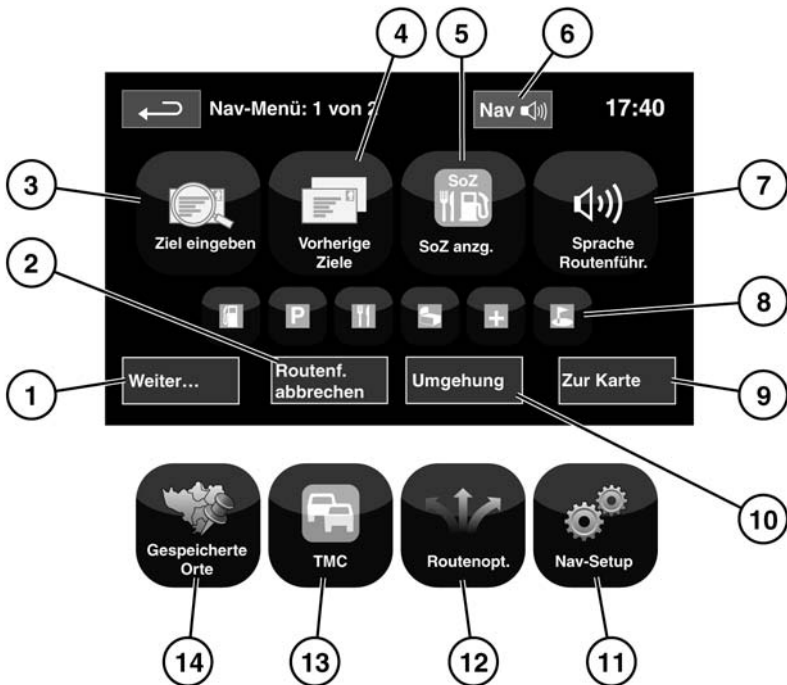 4
5
6
Nav-Menü: 1 von 2
Nav
17:40
3
SoZ
7
Ziel eingeben
Vorherige
Ziele
SoZ anzg.
Sprache
Routenführ.
2
P
8
1
Weiter...
Routenf.
abbrechen
Umgehung
Zur Karte
9
10
Gespeicherte
Orte
TMC
Routenopt.
Nav-Setup
14
13
12
11